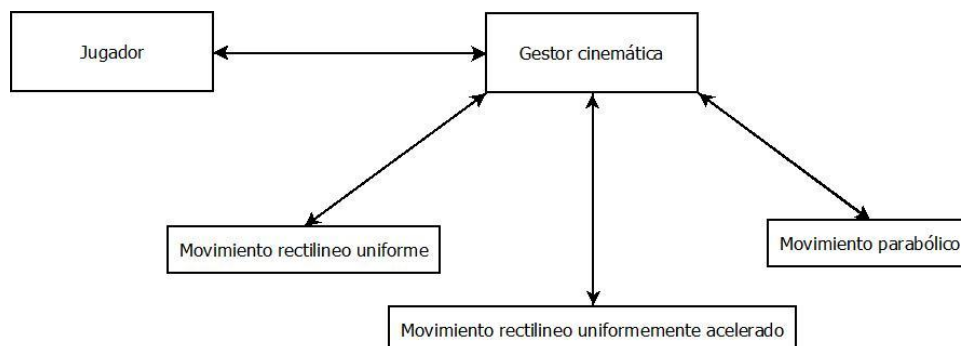 Jugador
Gestor cinemática
Movimiento rectilineo uniforme
Movimiento parabólico
Movimiento rectilineo uniformemente acelerado